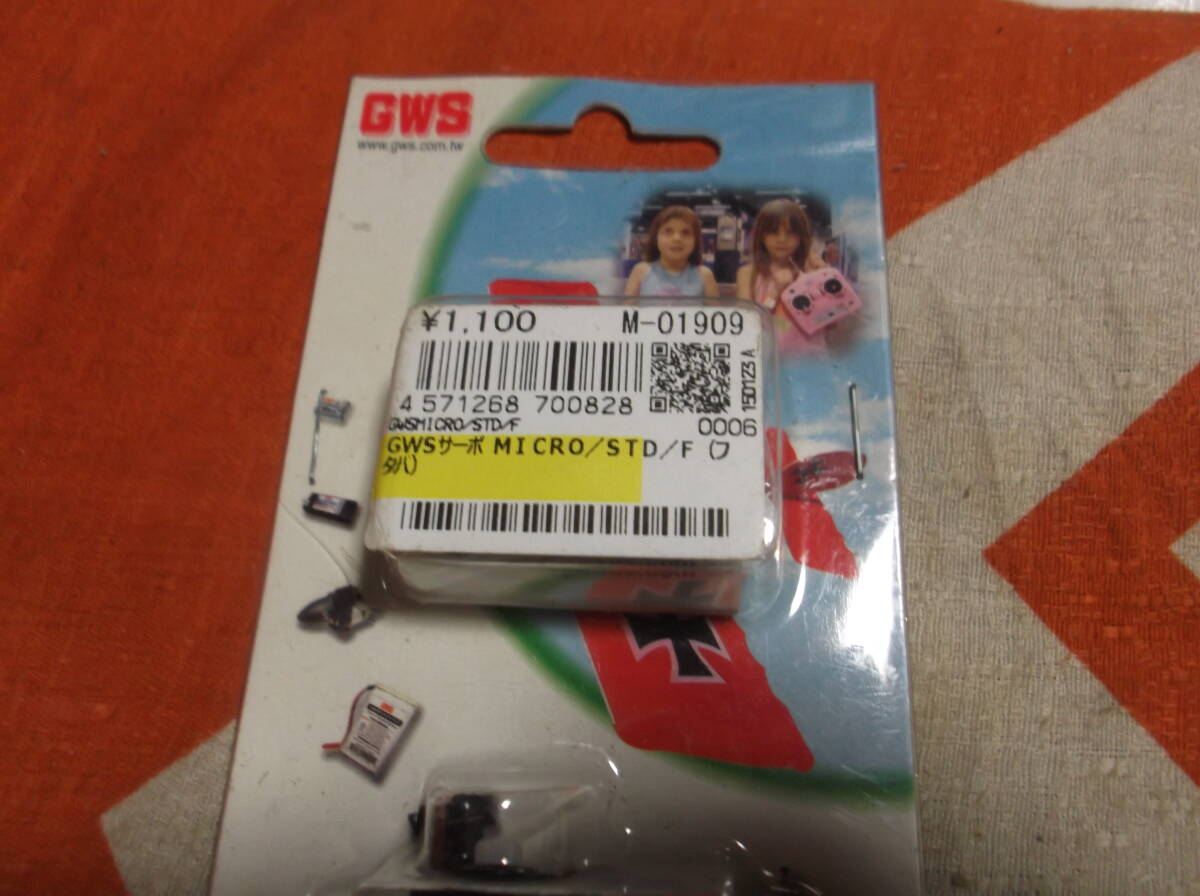 GWS
www.gws.com.tw
¥1,100 M-01909
4 571268 700828
150123 A
GWSMICRO/STD/F 0006
GWSサーボ MICRO/STD/F (フ
タバ)